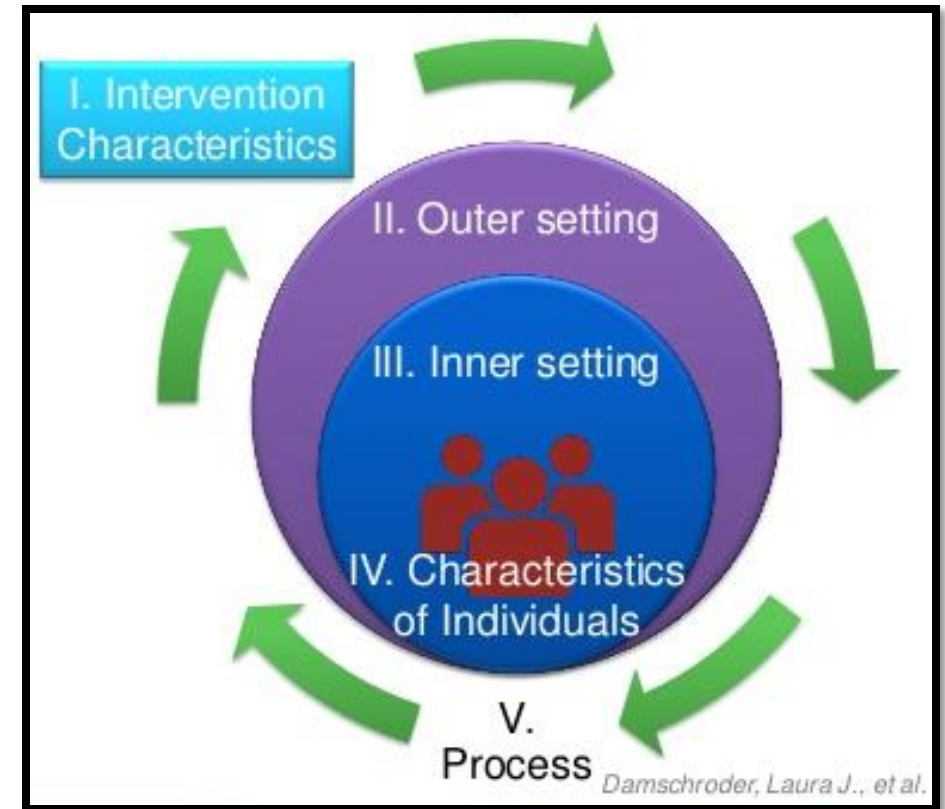 I. Intervention
Characteristics
II. Outer setting
III. Inner setting
IV. Characteristics
of Individuals
V.
Process
Damschroder, Laura J., et al.